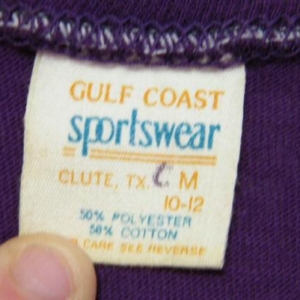 GULF COAST
sportswear
CLUTE, TX. C M
10-12
50% POLYESTER
50% COTTON
CARE SEE REVERSE